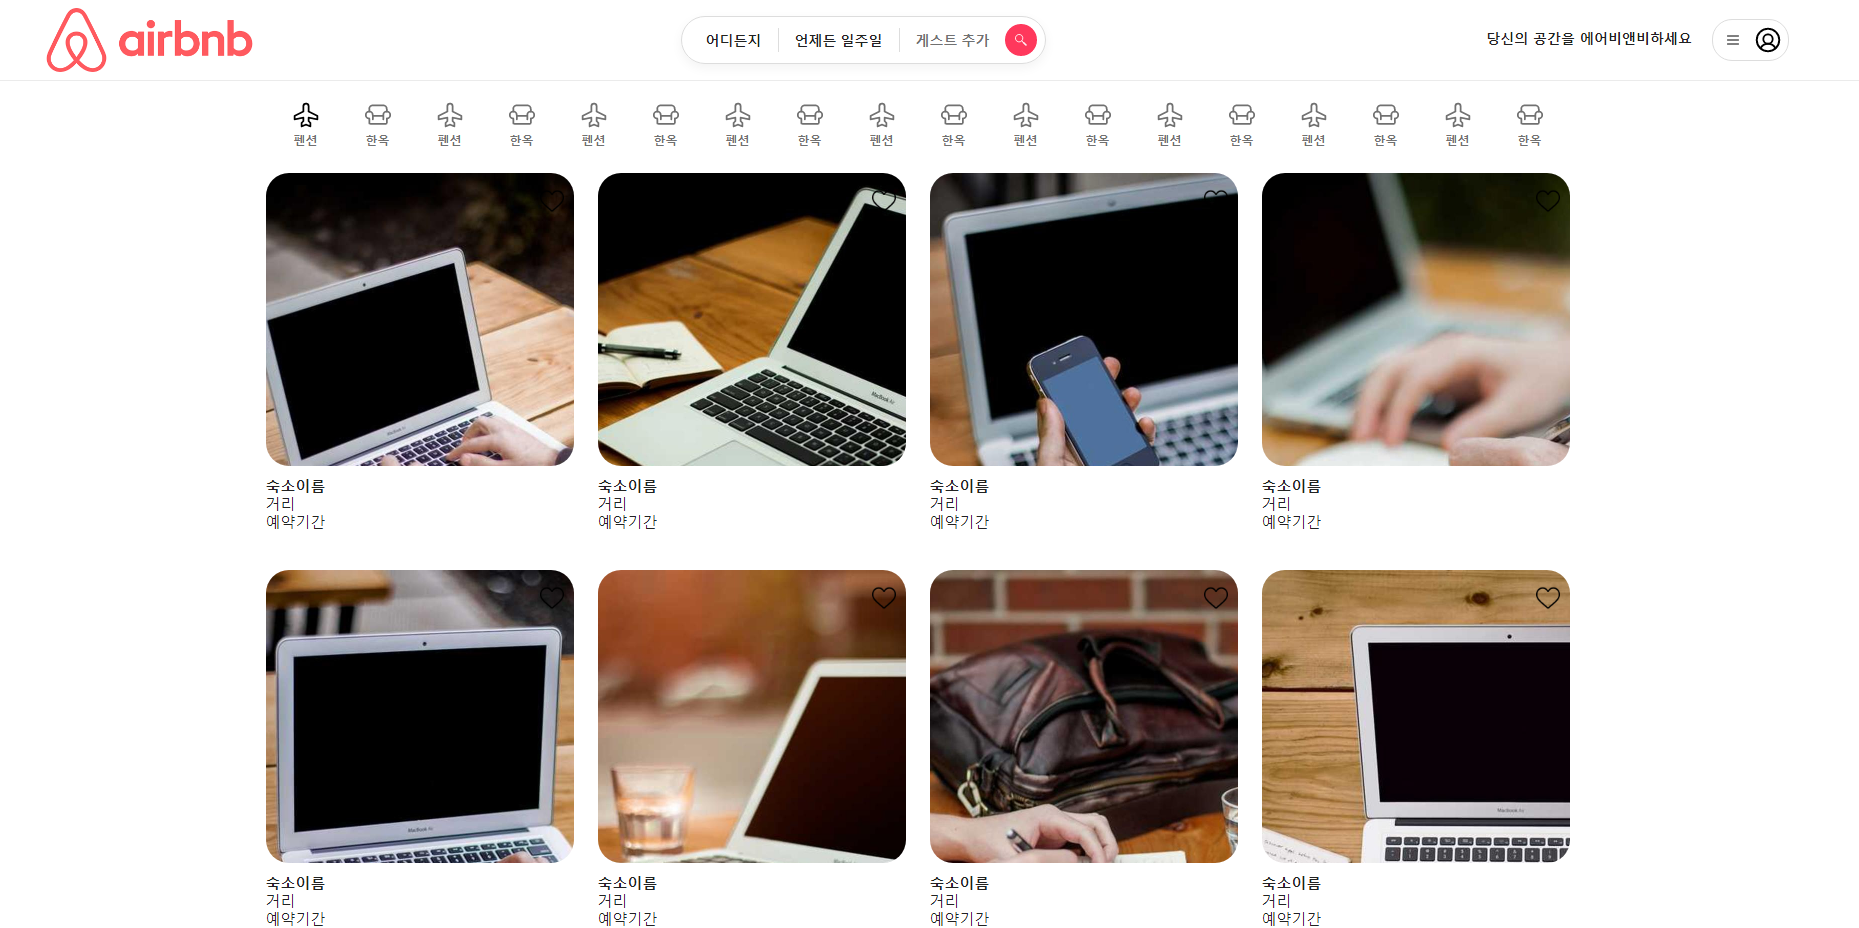 airbnb
어디든지
언제든 일주일
게스트 추가
당신의 공간을 에어비앤비하세요
펜션 한옥 펜션 한옥 펜션 한옥 펜션 한옥 펜션 한옥 펜션 한옥 펜션 한옥 펜션 한옥 펜션 한옥
숙소이름
거리
예약기간
숙소이름
거리
예약기간
숙소이름
거리
예약기간
숙소이름
거리
예약기간
숙소이름
거리
예약기간
숙소이름
거리
예약기간
숙소이름
거리
예약기간
숙소이름
거리
예약기간